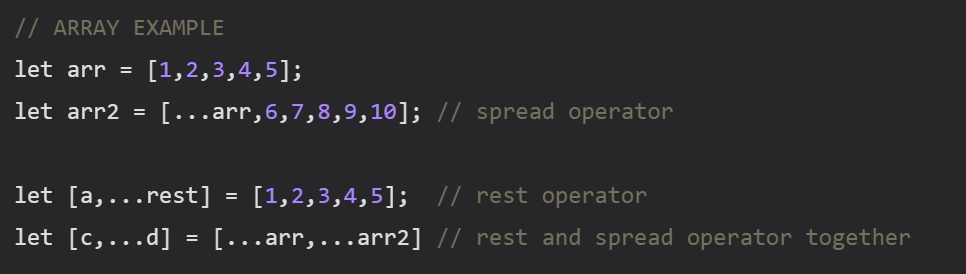 // ARRAY EXAMPLE
let arr = [1,2,3,4,5];
let arr2 = [...arr,6,7,8,9,10]; // spread operator
let [a,...rest] = [1,2,3,4,5];  // rest operator
let [c,...d] = [...arr,...arr2] // rest and spread operator together